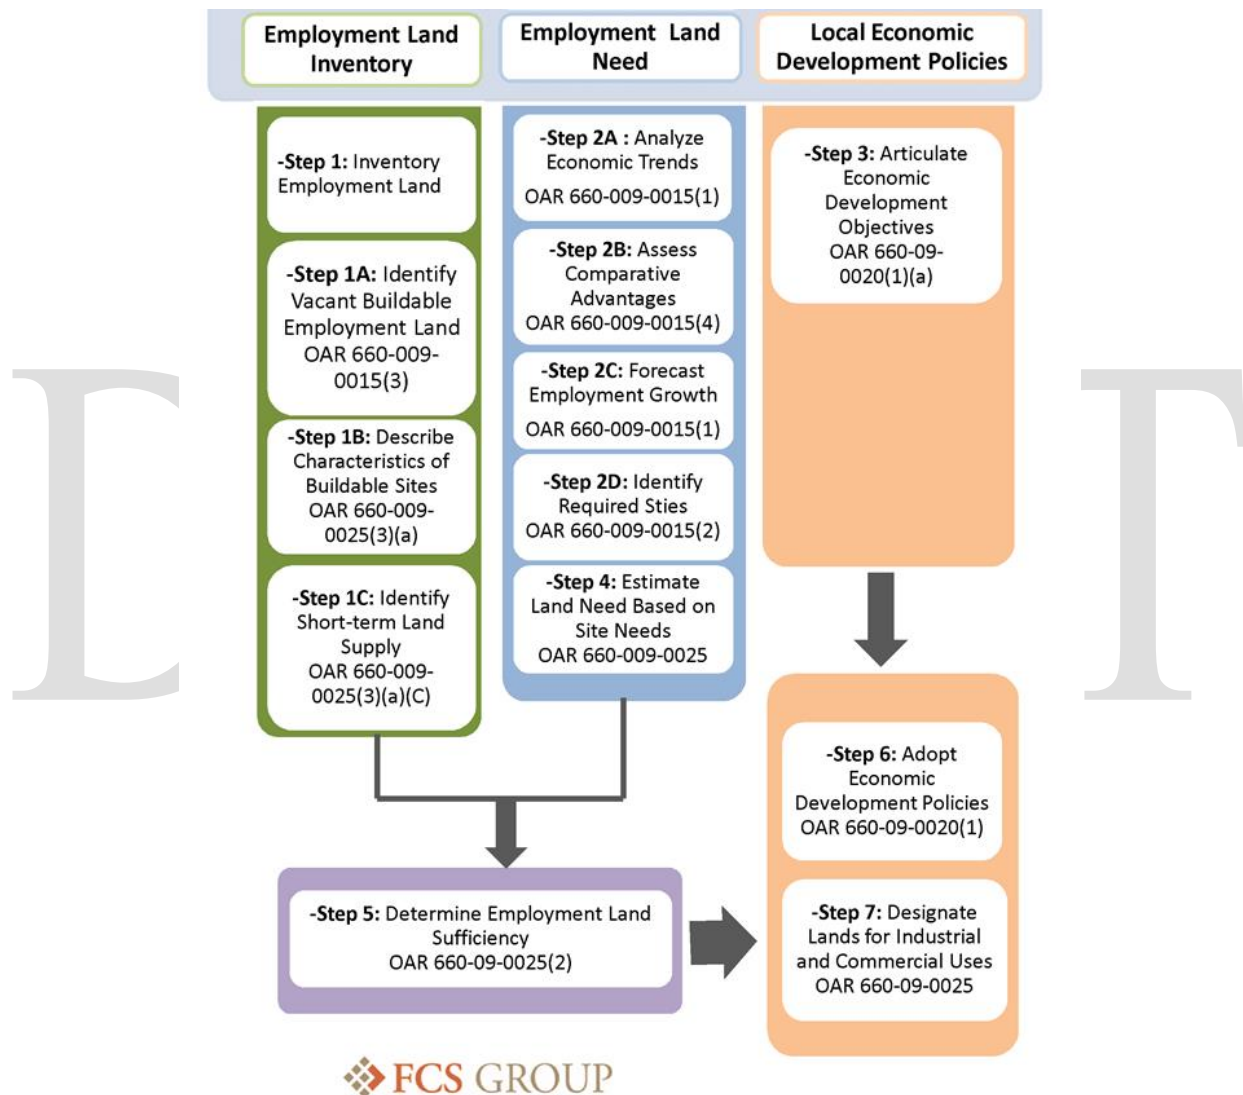 Employment Land
Inventory
Employment Land
Need
Local Economic
Development Policies
-Step 1: Inventory
Employment Land
-Step 1A: Identify
Vacant Buildable
Employment Land
OAR 660-009-
0015(3)
-Step 1B: Describe
Characteristics of
Buildable Sites
OAR 660-009-
0025(3)(a)
-Step 1C: Identify
Short-term Land
Supply
OAR 660-009-
0025(3)(a)(C)
-Step 2A : Analyze
Economic Trends
OAR 660-009-0015(1)
-Step 2B: Assess
Comparative
Advantages
OAR 660-009-0015(4)
-Step 2C: Forecast
Employment Growth
OAR 660-009-0015(1)
-Step 2D: Identify
Required Sties
OAR 660-009-0015(2)
-Step 4: Estimate
Land Need Based on
Site Needs
OAR 660-009-0025
-Step 3: Articulate
Economic
Development
Objectives
OAR 660-09-
0020(1)(a)
-Step 5: Determine Employment Land
Sufficiency
OAR 660-09-0025(2)
-Step 6: Adopt
Economic
Development Policies
OAR 660-09-0020(1)
-Step 7: Designate
Lands for Industrial
and Commercial Uses
OAR 660-09-0025
D T
FCS GROUP